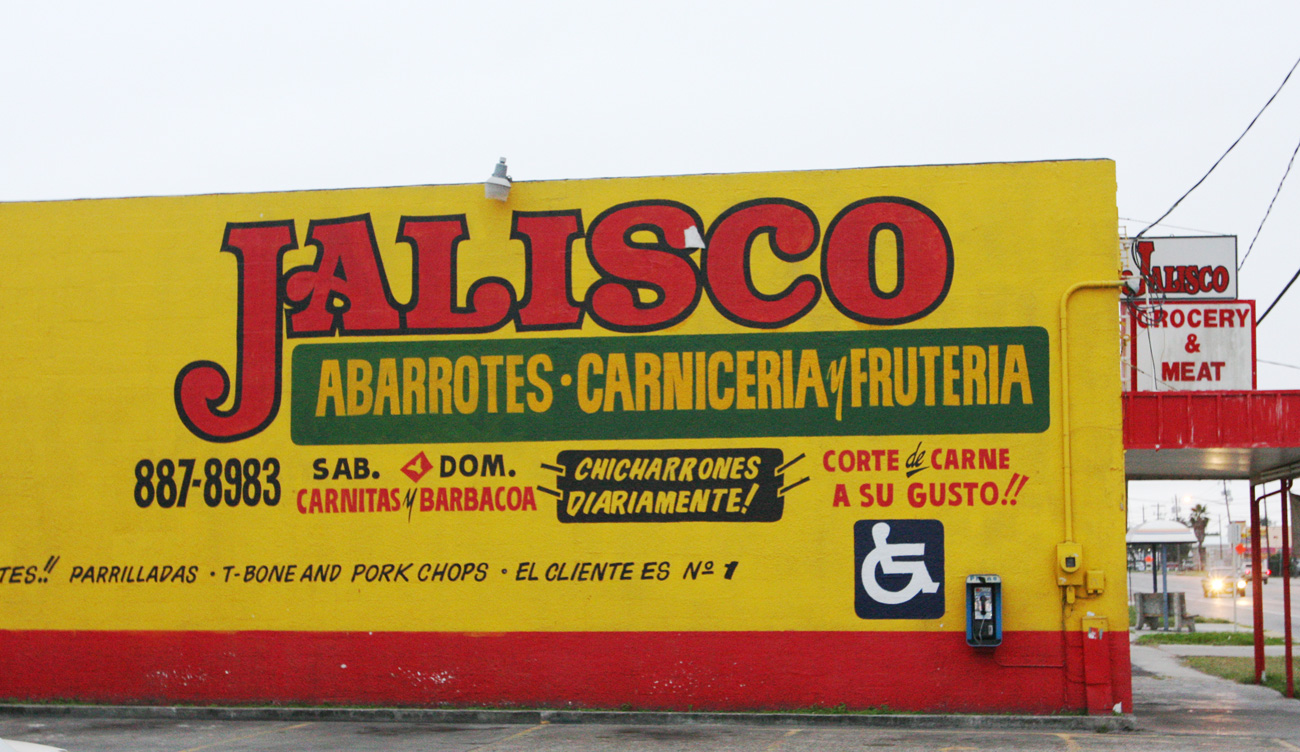 JALISCO
ABARROTES · CARNICERIA y FRUTERIA
887-8983
SAB. DOM.
CARNITAS y BARBACOA
CHICHARRONES
DIARIAMENTE!
CORTE de CARNE
A SU GUSTO!!
TES.!! PARRILLADAS · T-BONE AND PORK CHOPS · EL CLIENTE ES Nº 1
JALISCO
GROCERY
&
MEAT